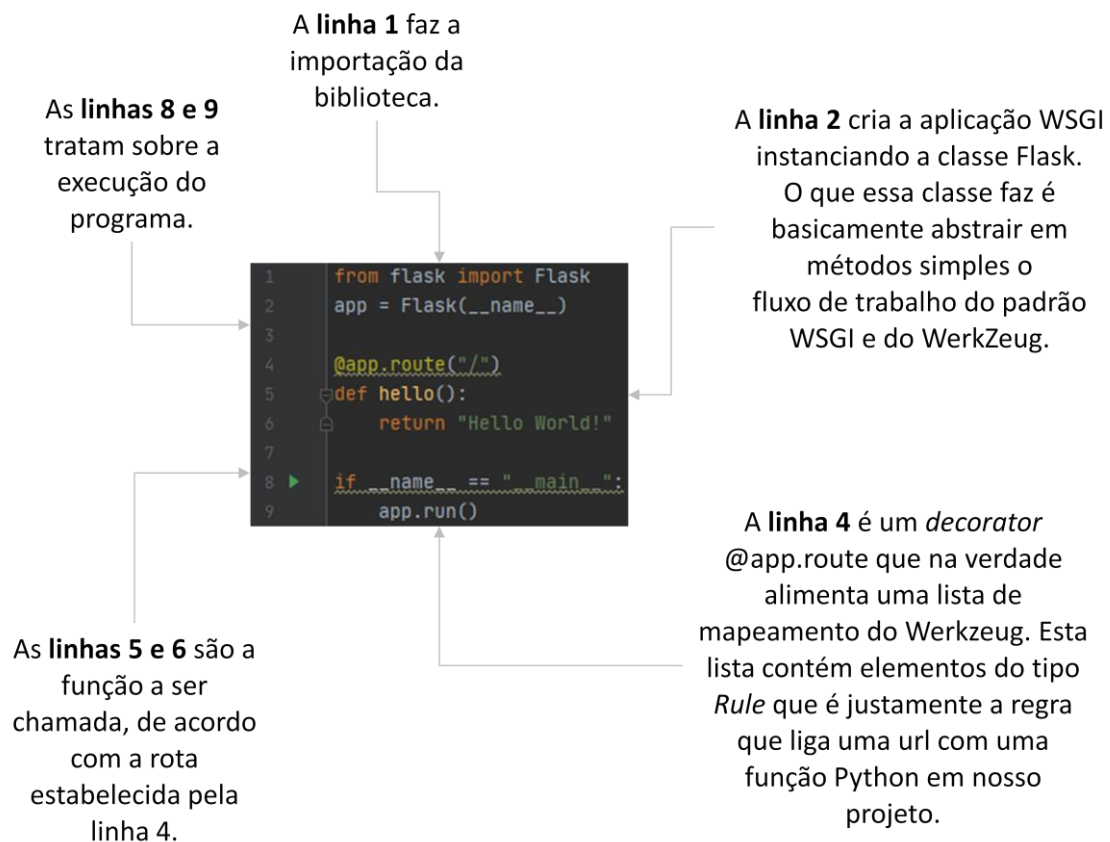 A linha 1 faz a
importação da
biblioteca.
As linhas 8 e 9
tratam sobre a
execução do
programa.
A linha 2 cria a aplicação WSGI
instanciando a classe Flask.
O que essa classe faz é
basicamente abstrair em
métodos simples o
fluxo de trabalho do padrão
WSGI e do WerkZeug.
1 from flask import Flask
2 app = Flask(__name__)
3
4 @app.route("/")
5 def hello():
6 return "Hello World!"
7
8 if __name__ == "__main__":
9 app.run()
As linhas 5 e 6 são a
função a ser
chamada, de acordo
com a rota
estabelecida pela
linha 4.
A linha 4 é um decorator
@app.route que na verdade
alimenta uma lista de
mapeamento do Werkzeug. Esta
lista contém elementos do tipo
Rule que é justamente a regra
que liga uma url com uma
função Python em nosso
projeto.